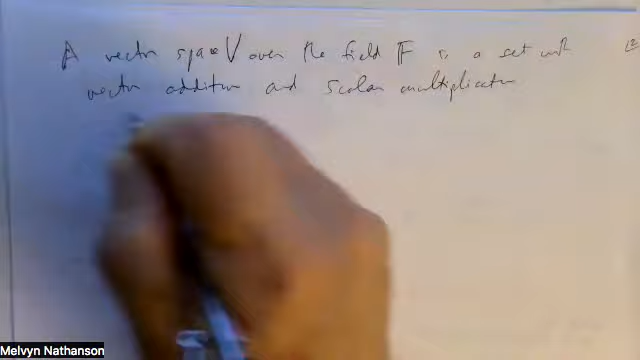 A vector space V over the field F is a set with
vector addition and scalar multiplication
Melvyn Nathanson